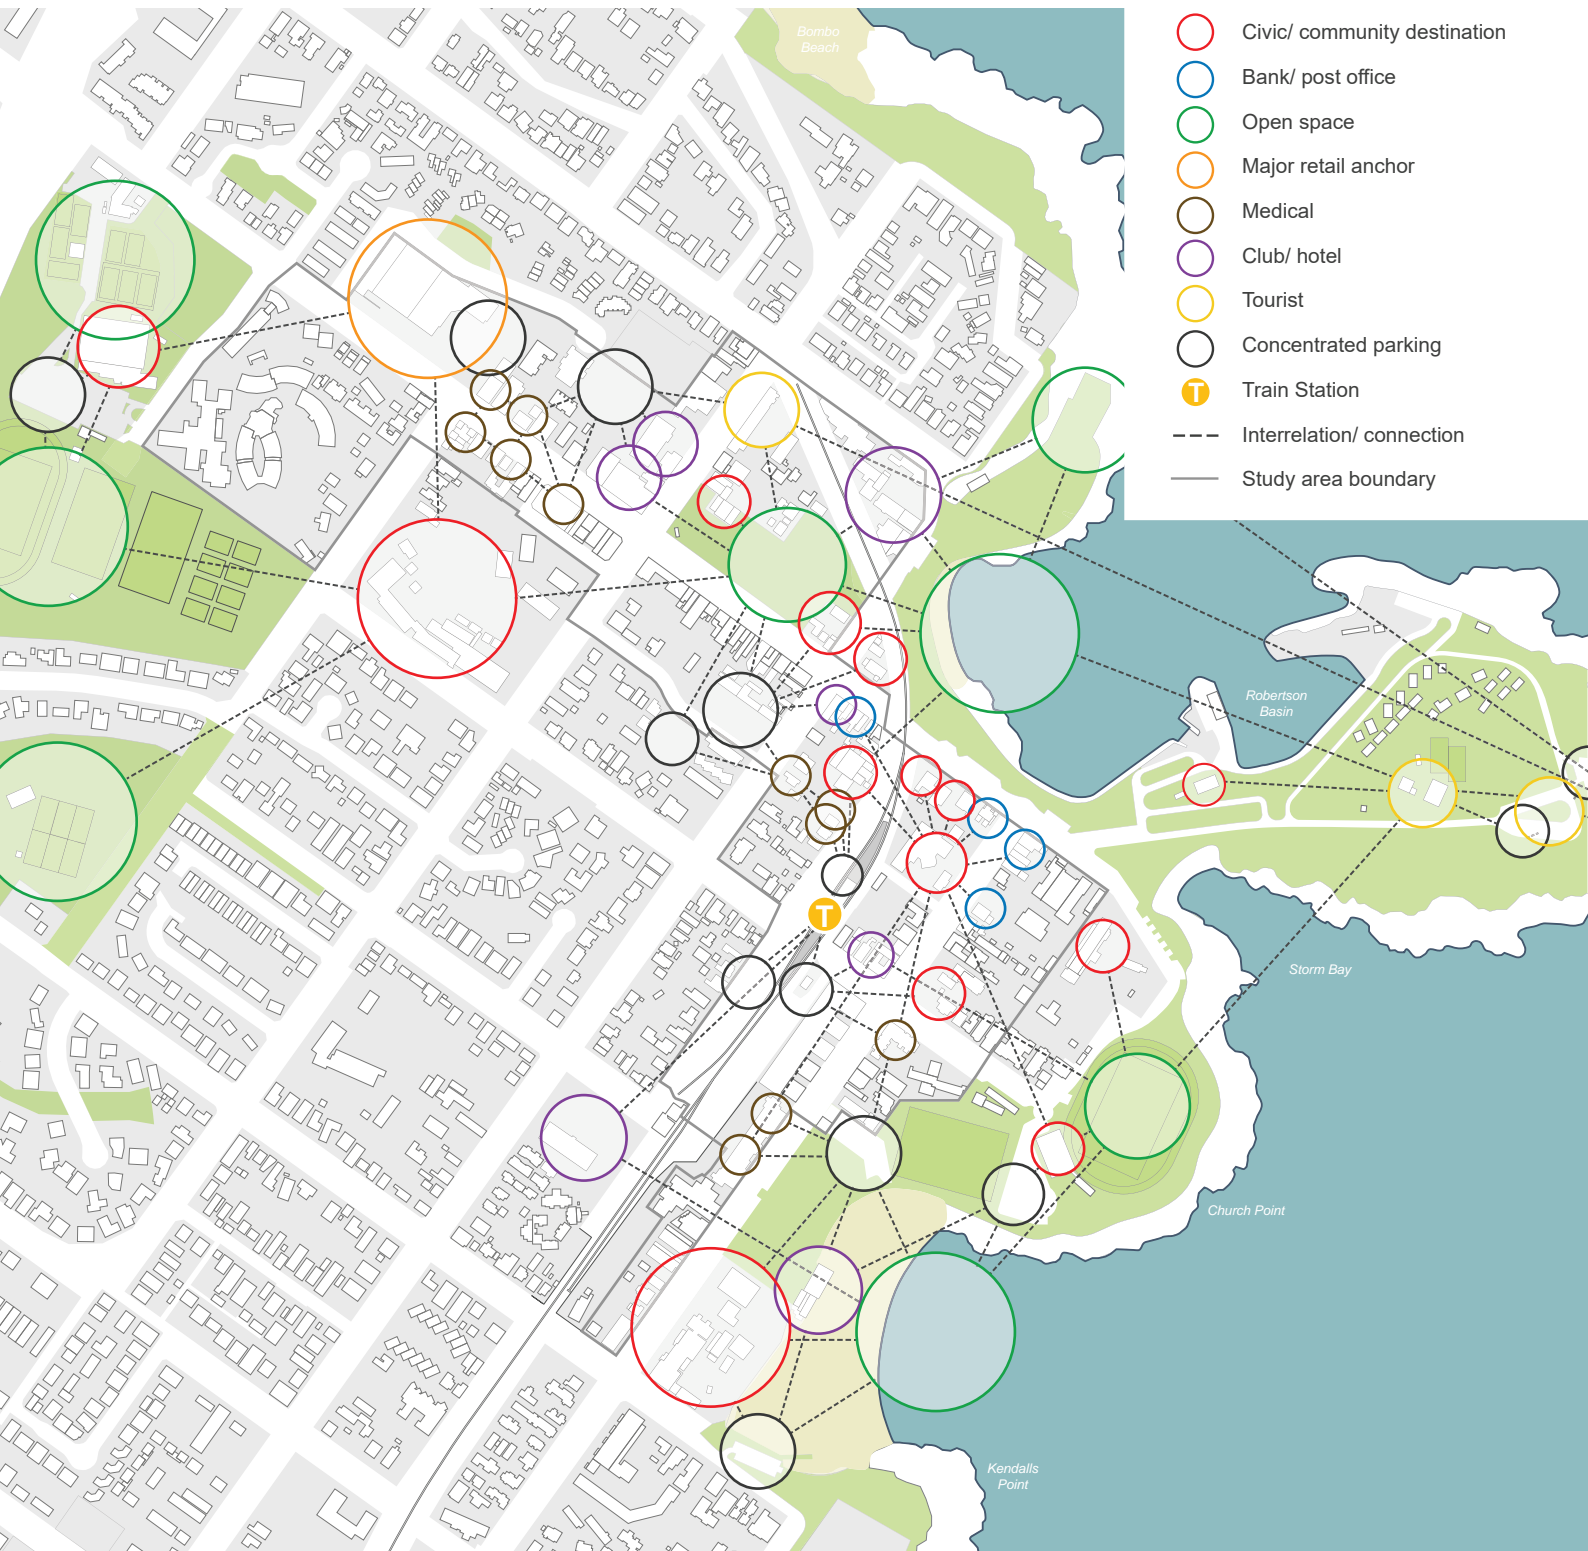 Bombo
Beach
Civic/ community destination
Bank/ post office
Open space
Major retail anchor
Medical
Club/ hotel
Tourist
Concentrated parking
T
Train Station
Interrelation/ connection
Study area boundary
Robertson
Basin
T
Storm Bay
Church Point
Kendalls
Point